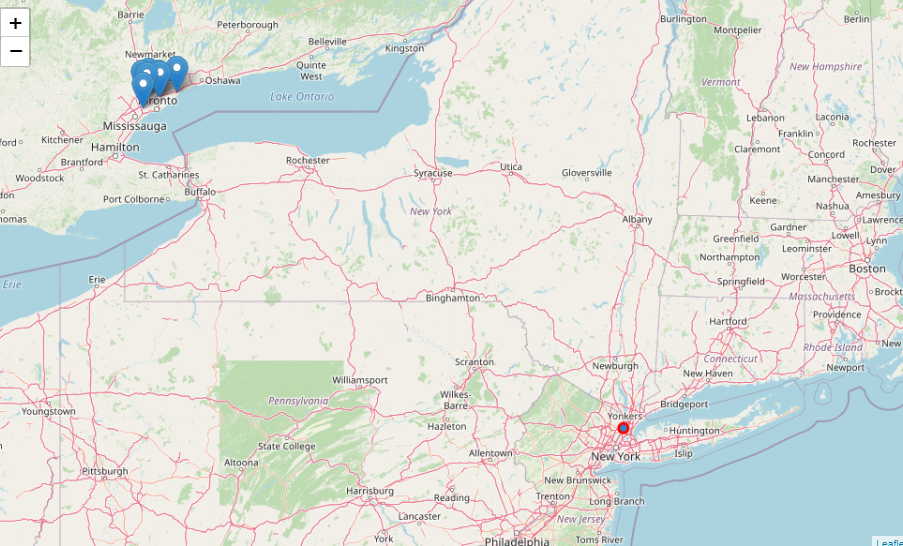 +
−
Barrie
Peterborough
Burlington
Montpelier
Berlin
Belleville
Kingston
Newmarket
Quinte
West
Oshawa
Vermont
New Hampshire
Lake Ontario
Mississauga
Lebanon
Laconia
Kitchener
Hamilton
Franklin
Claremont
Concord
Rochester
Rochester
Brantford
Syracuse
Utica
Gloversville
Dover
Woodstock
St. Catharines
Manchester
Buffalo
Port Colborne
Keene
Nashua
Amesbury
New York
Albany
Lawrence
Gardner
Greenfield
Lowell
Lynn
Leominster
Northampton
Boston
Erie
Erie
Springfield
Worcester
Binghamton
Massachusetts
Providence
Hartford
Rhode Island
Connecticut
Newport
Scranton
Newburgh
New Haven
Williamsport
Wilkes-
Barre
Pennsylvania
Bridgeport
Youngstown
Yonkers
Hazleton
Huntington
State College
Allentown
New York
Islip
Altoona
Pittsburgh
New Brunswick
Harrisburg
Reading
Trenton
Long Branch
Lancaster
New Jersey
York
Philadelphia
Toms River